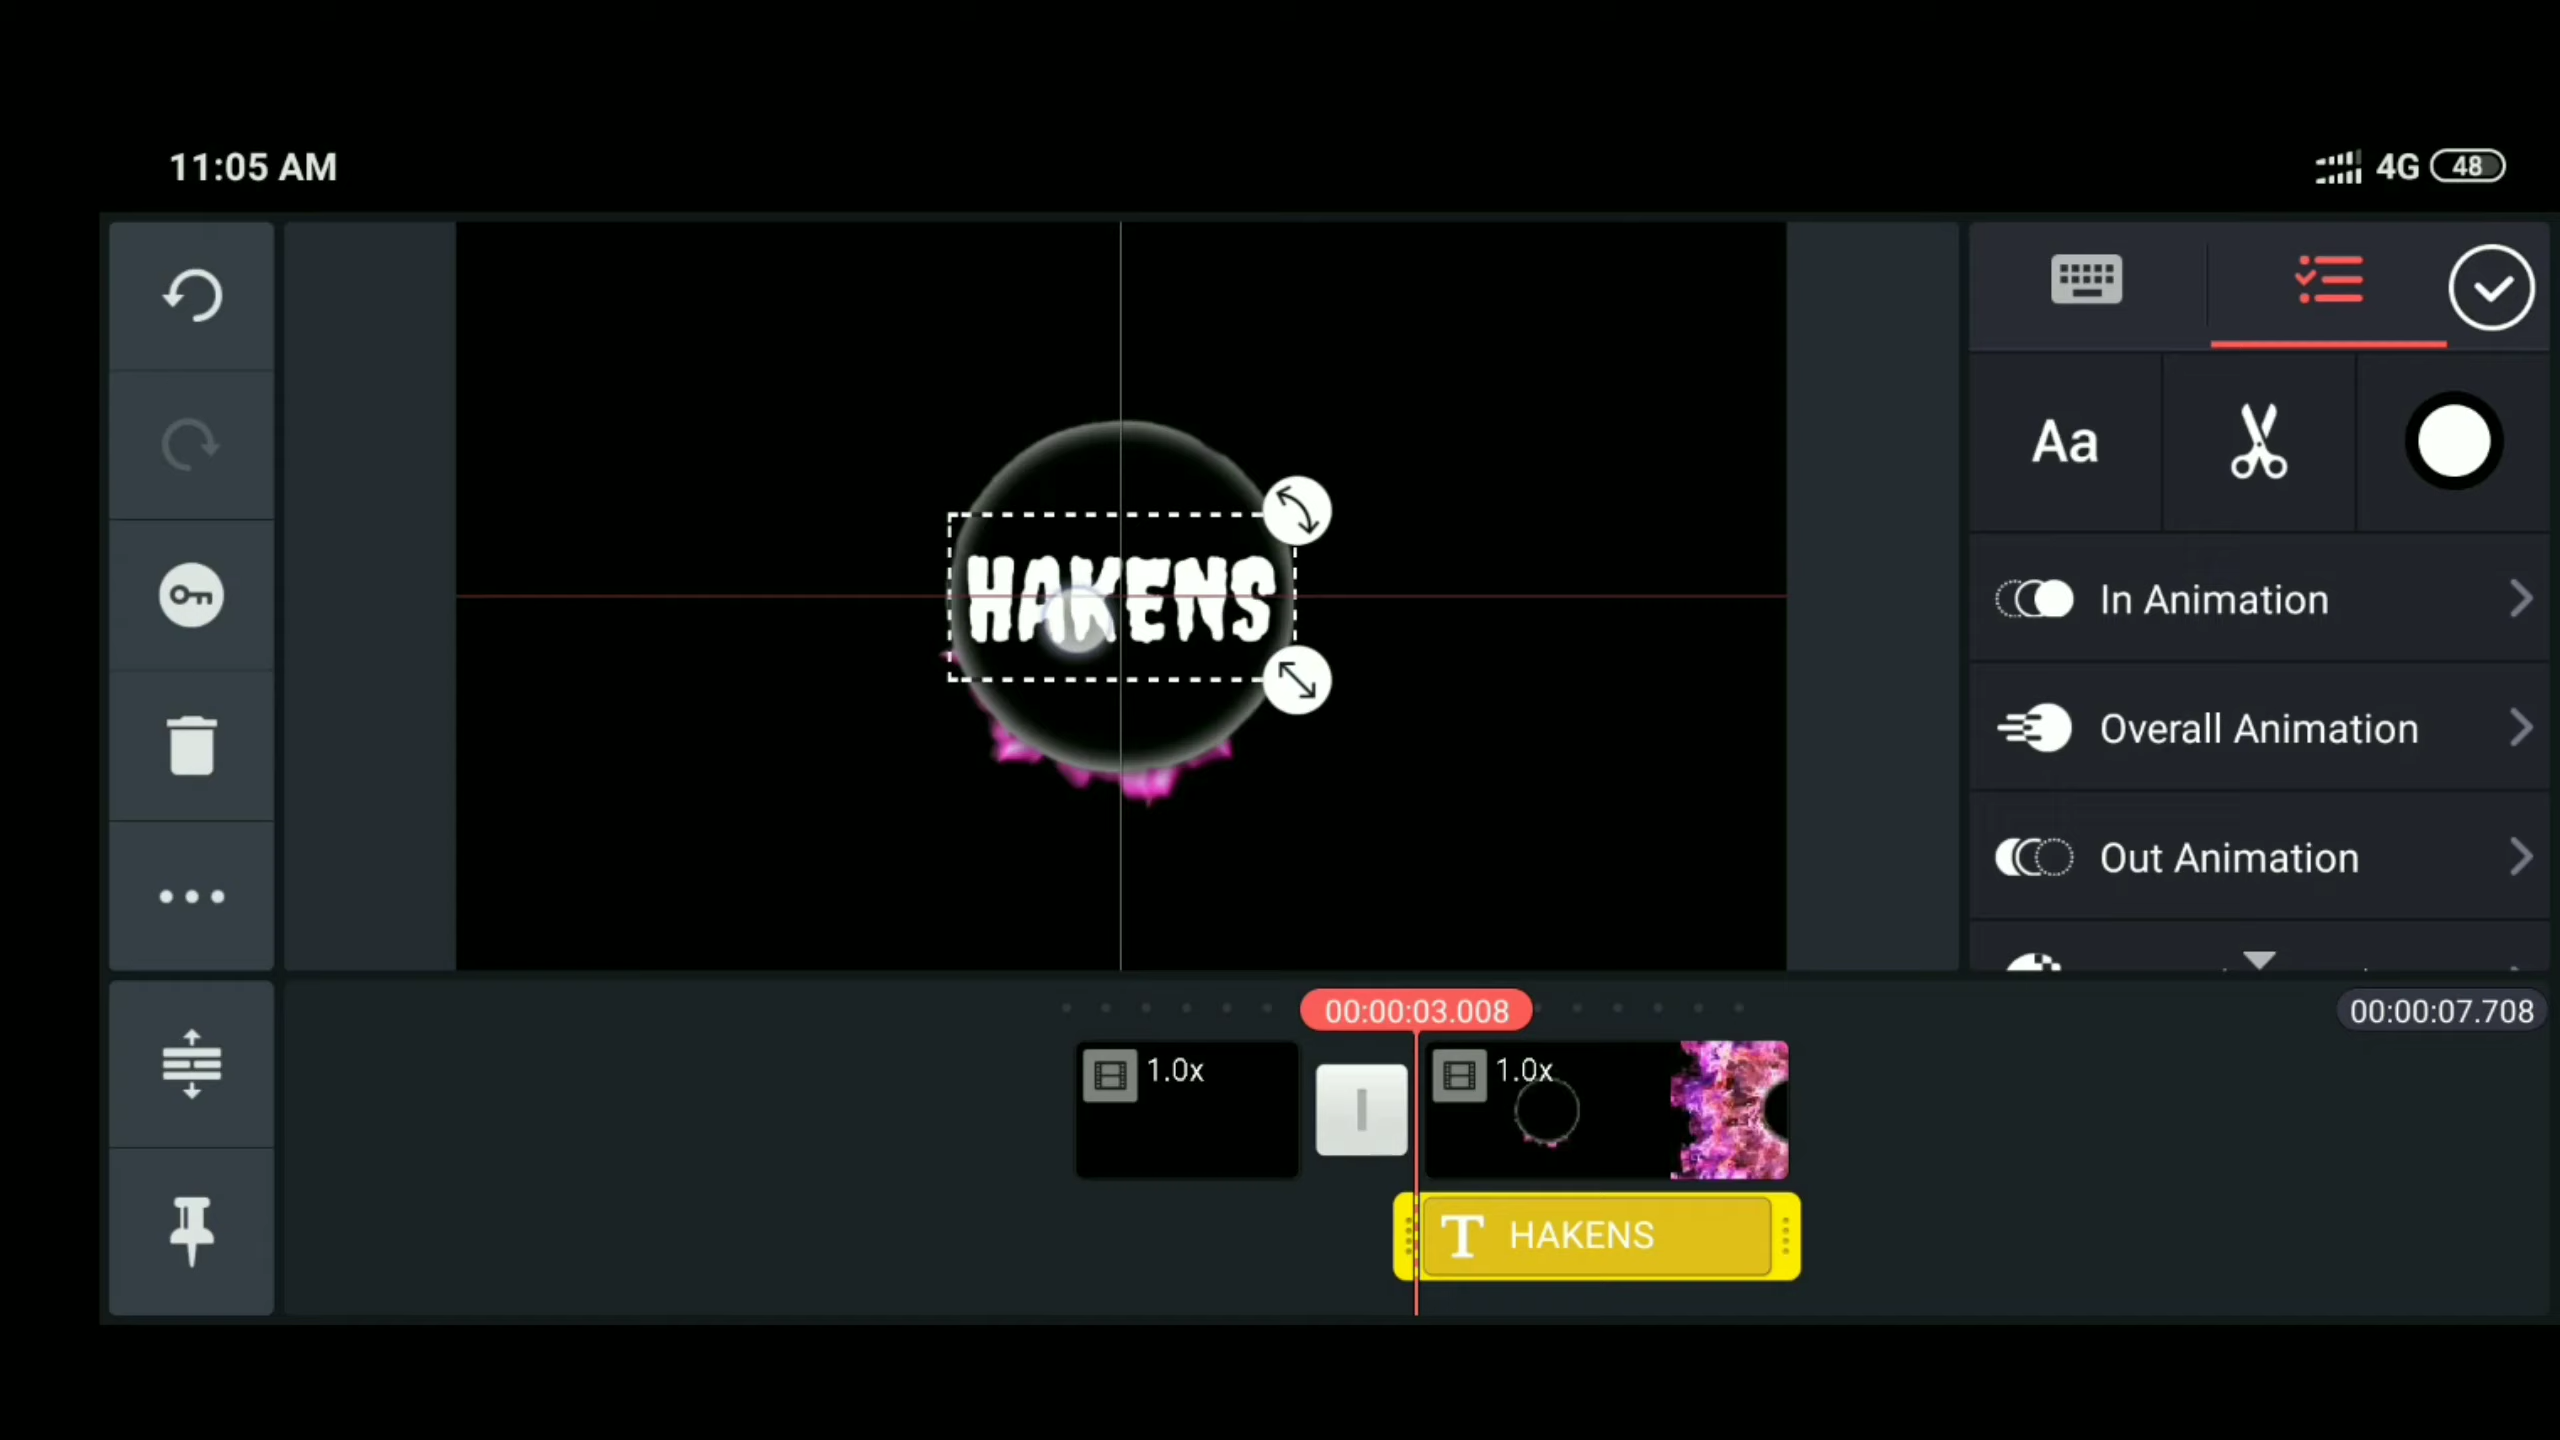 11:05 AM
4G 48
HAKENS
Aa
In Animation
Overall Animation
Out Animation
00:00:03.008
00:00:07.708
1.0x
1.0x
T HAKENS